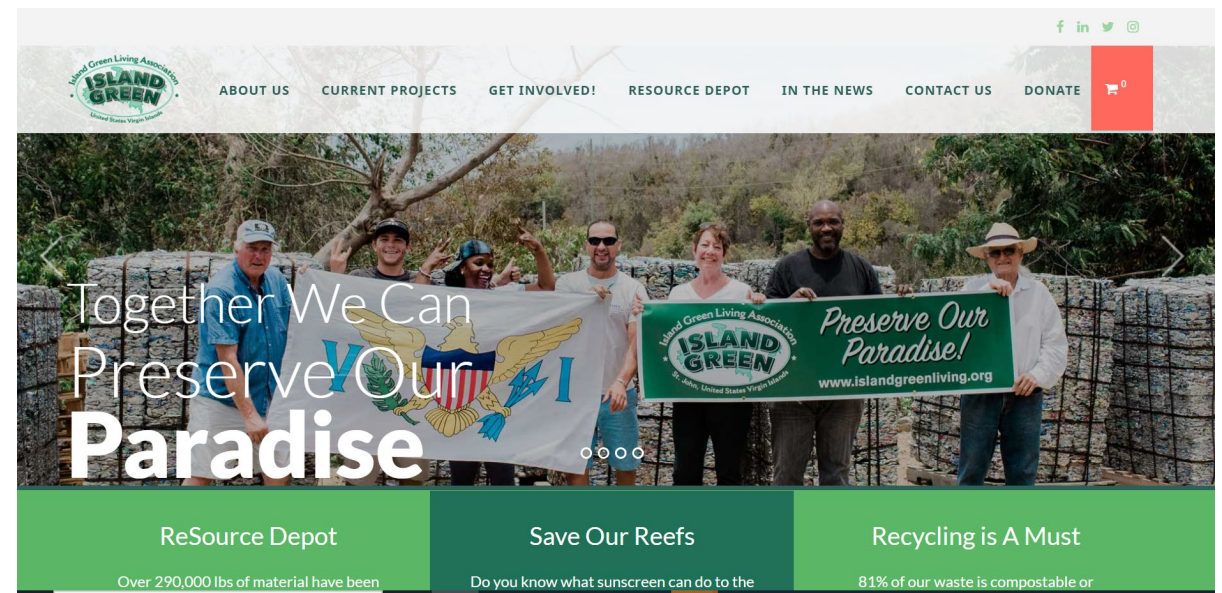 Island Green Living Association
ISLAND
GREEN
United States Virgin Islands
ABOUT US
CURRENT PROJECTS
GET INVOLVED!
RESOURCE DEPOT
IN THE NEWS
CONTACT US
DONATE
0
Together We Can
Preserve Our
Paradise
V I
Island Green Living Association
ISLAND
GREEN
St. John, United States Virgin Islands
Preserve Our
Paradise!
www.islandgreenliving.org
ReSource Depot
Over 290,000 lbs of material have been
Save Our Reefs
Do you know what sunscreen can do to the
Recycling is A Must
81% of our waste is compostable or